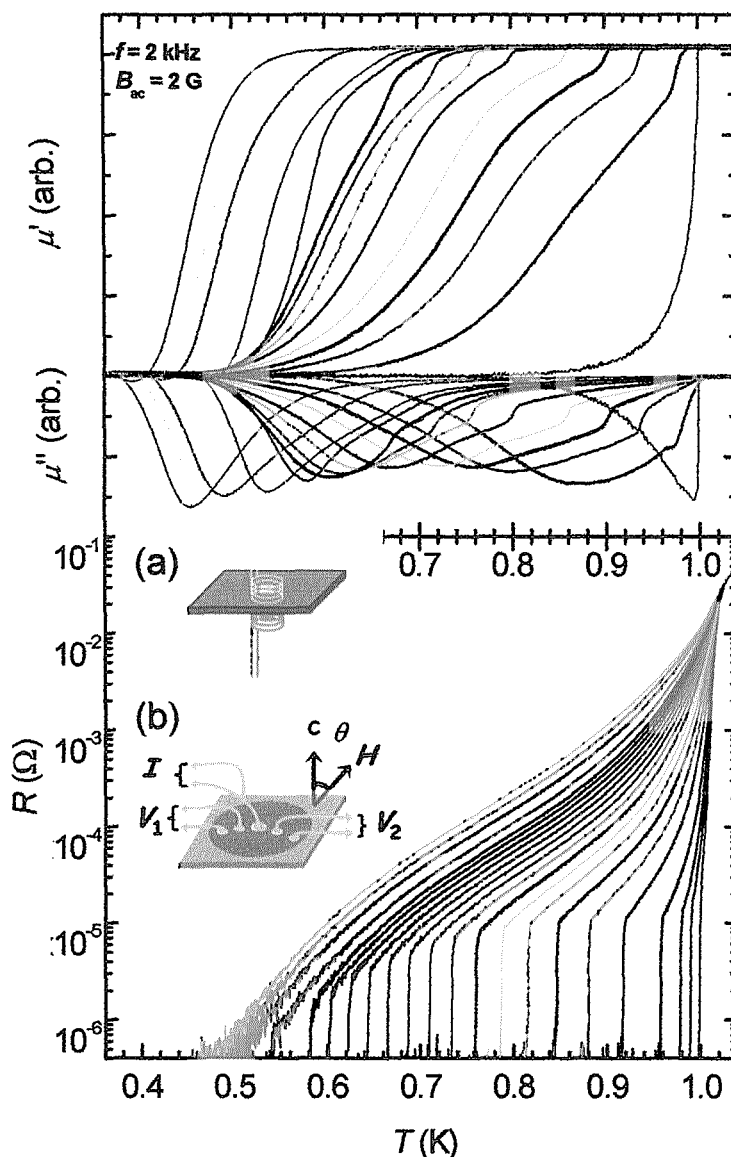 f = 2 kHz
B_ac = 2 G
μ' (arb.)
μ'' (arb.)
0.7 0.8 0.9 1.0
(a)
10^-1
10^-2
10^-3
10^-4
10^-5
10^-6
R (Ω)
(b)
c θ
H
I
V_1
V_2
0.4 0.5 0.6 0.7 0.8 0.9 1.0
T (K)